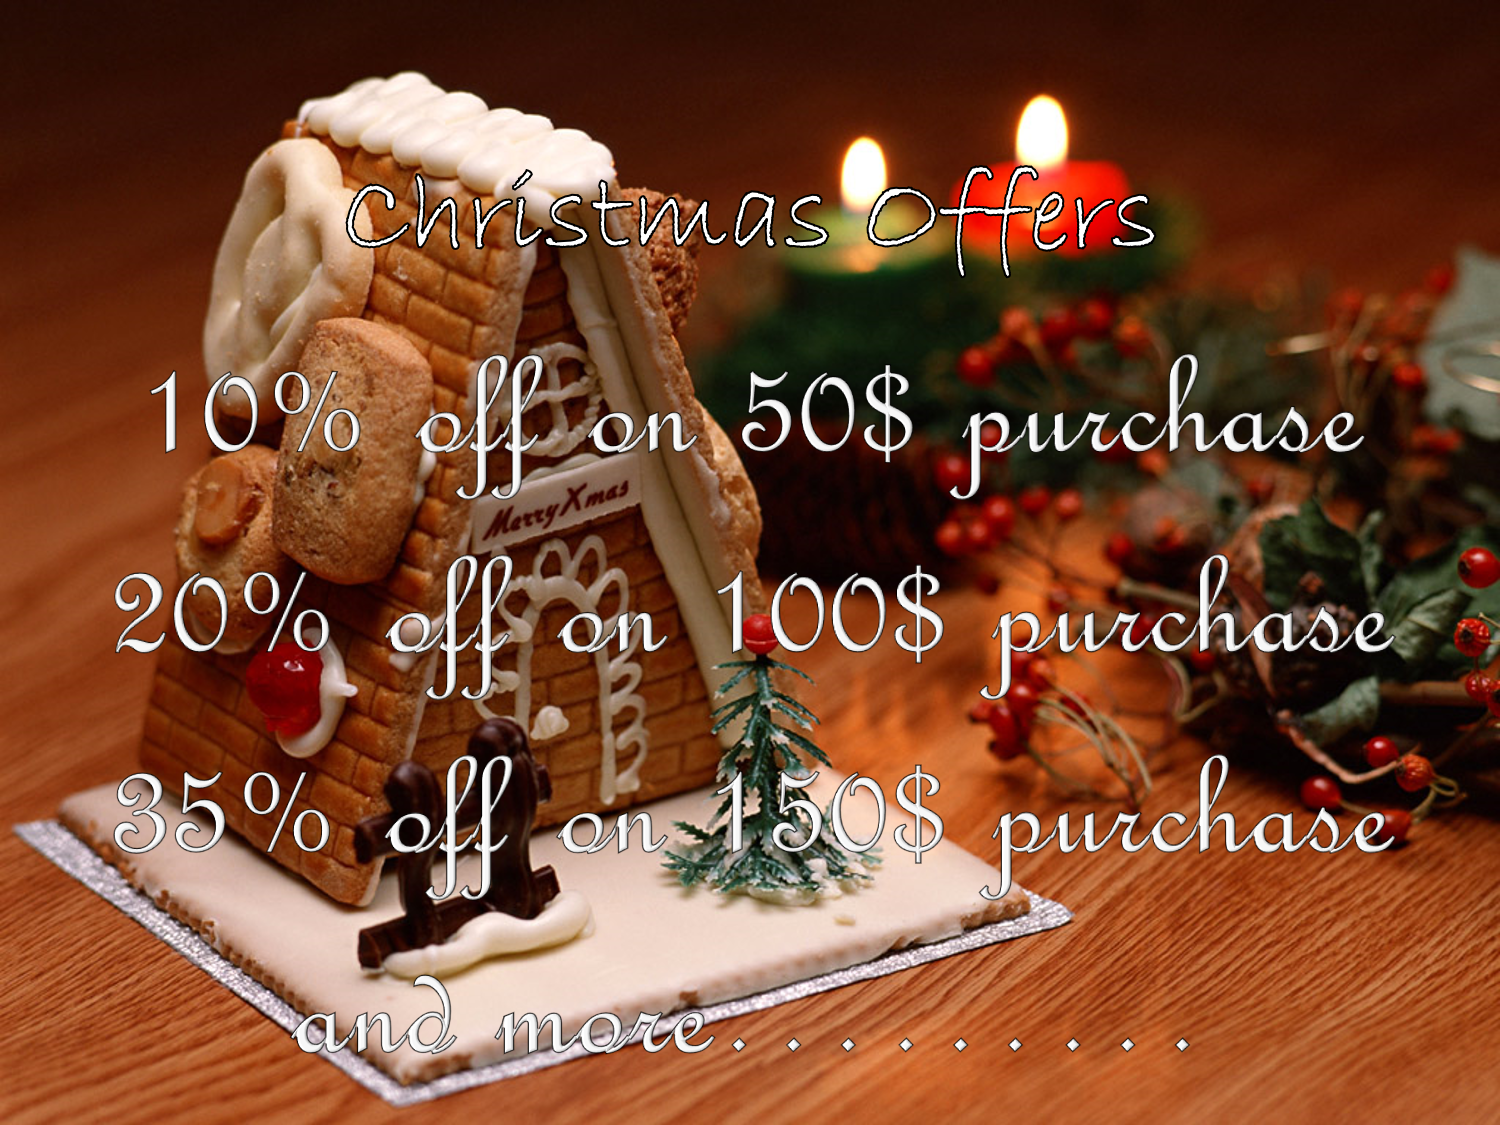 Christmas Offers
10% off on 50$ purchase
Merry Xmas
20% off on 100$ purchase
35% off on 150$ purchase
and more.........